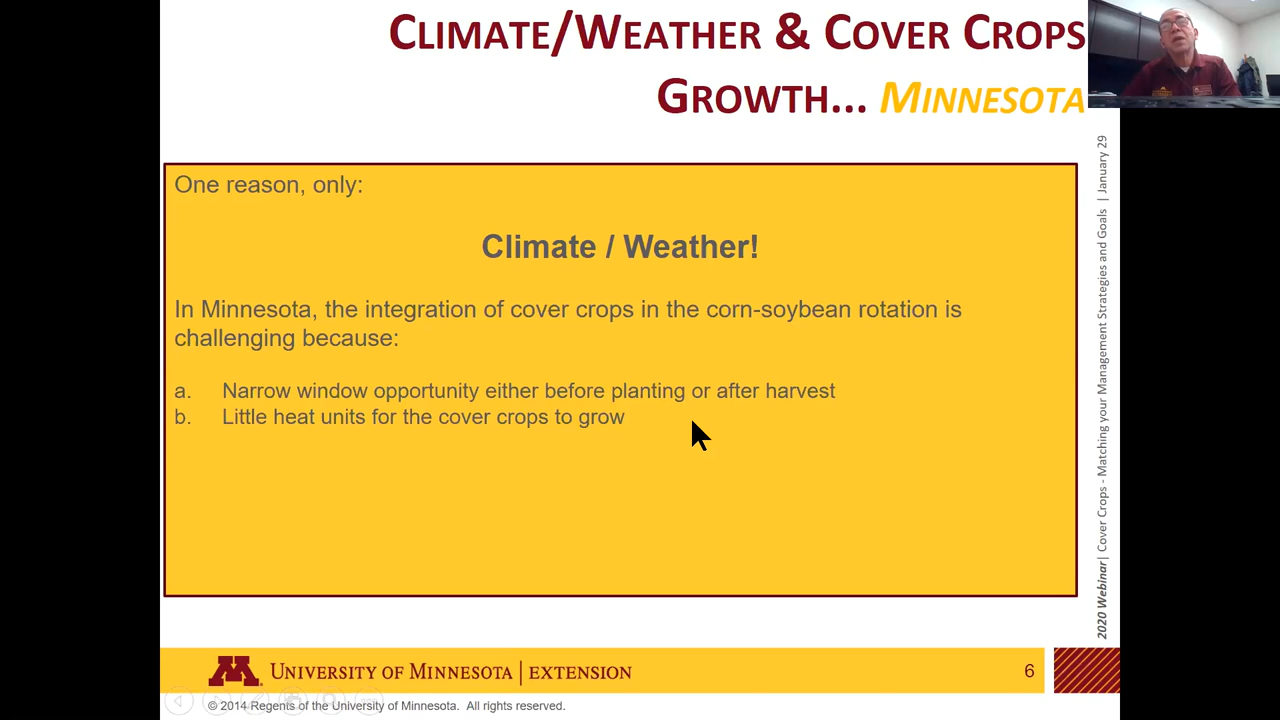 CLIMATE/WEATHER & COVER CROPS
GROWTH... MINNESOTA
One reason, only:
Climate / Weather!
In Minnesota, the integration of cover crops in the corn-soybean rotation is
challenging because:
a. Narrow window opportunity either before planting or after harvest
b. Little heat units for the cover crops to grow
2020 Webinar| Cover Crops - Matching your Management Strategies and Goals | January 29
UNIVERSITY OF MINNESOTA | EXTENSION
6
© 2014 Regents of the University of Minnesota. All rights reserved.